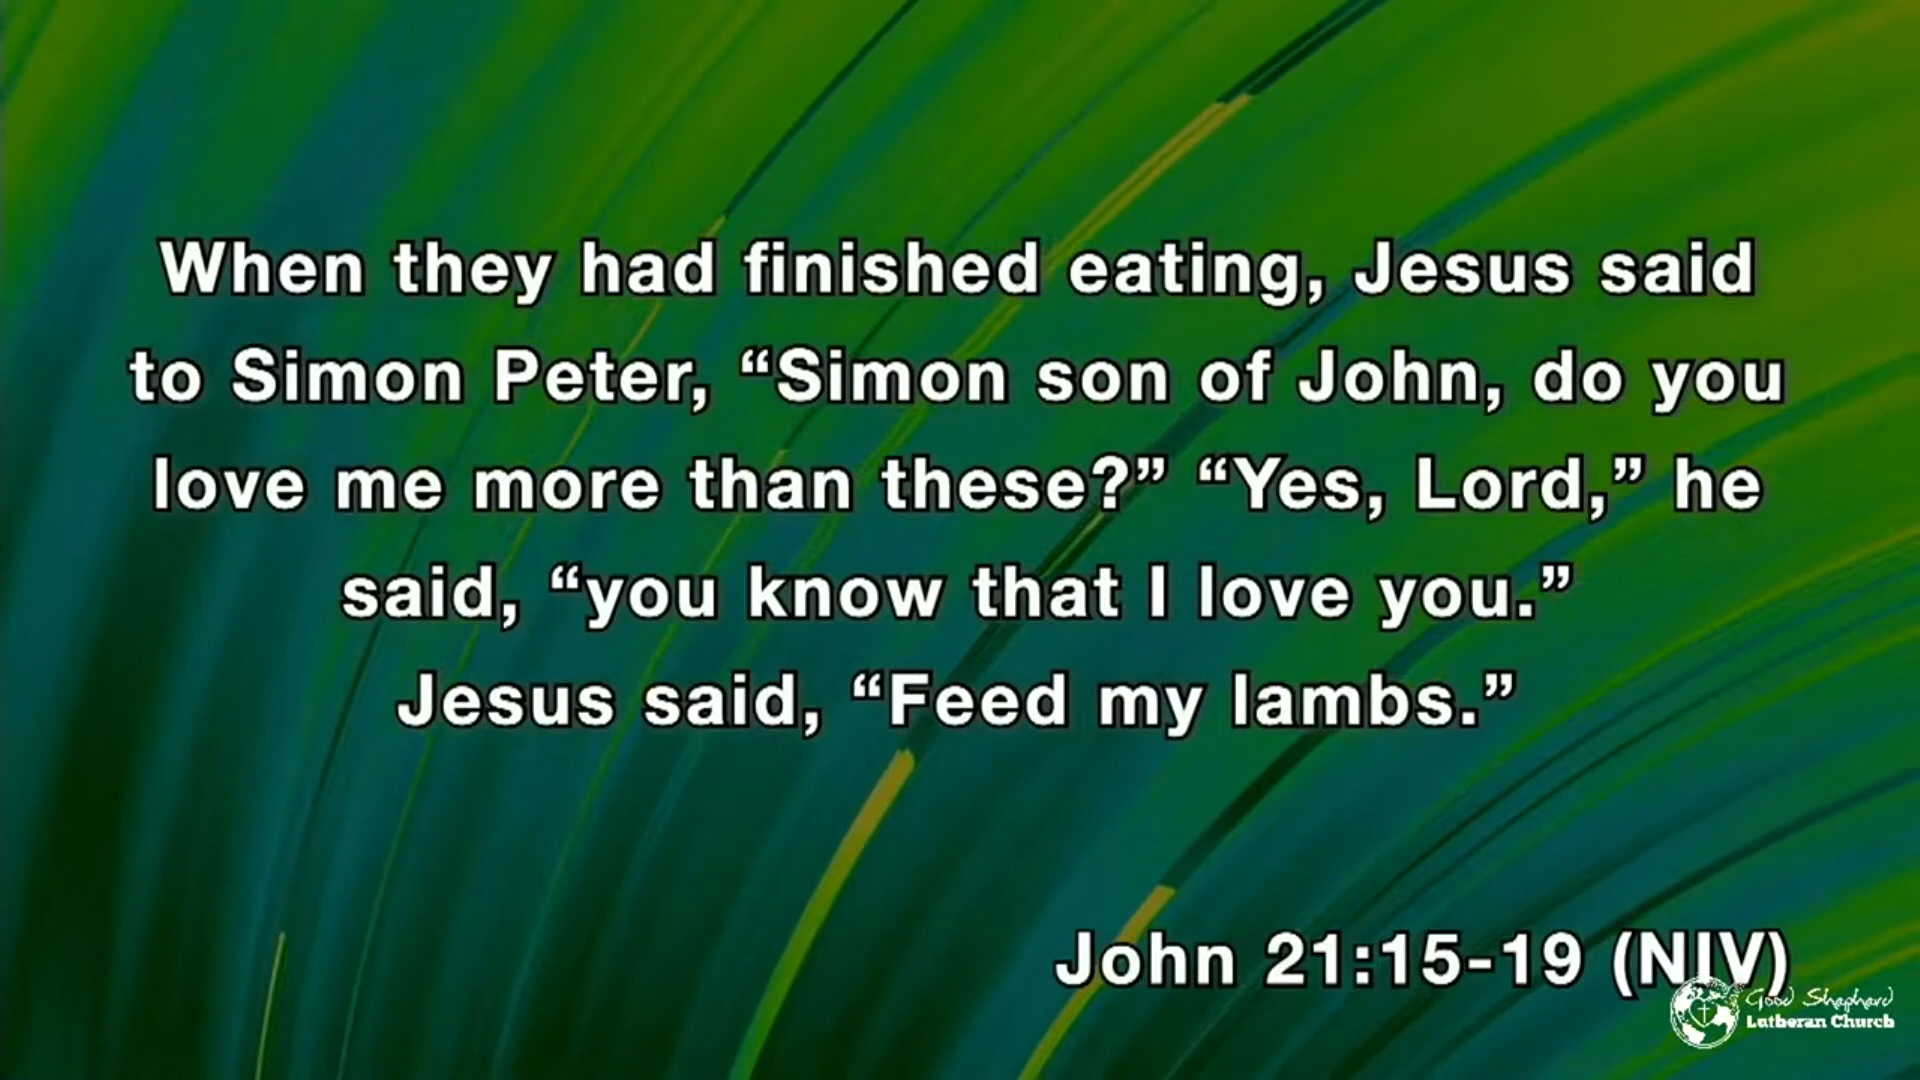 When they had finished eating, Jesus said
to Simon Peter, “Simon son of John, do you
love me more than these?” “Yes, Lord,” he
said, “you know that I love you.”
Jesus said, “Feed my lambs.”
John 21:15-19 (NIV)
Good Shepherd
Lutheran Church